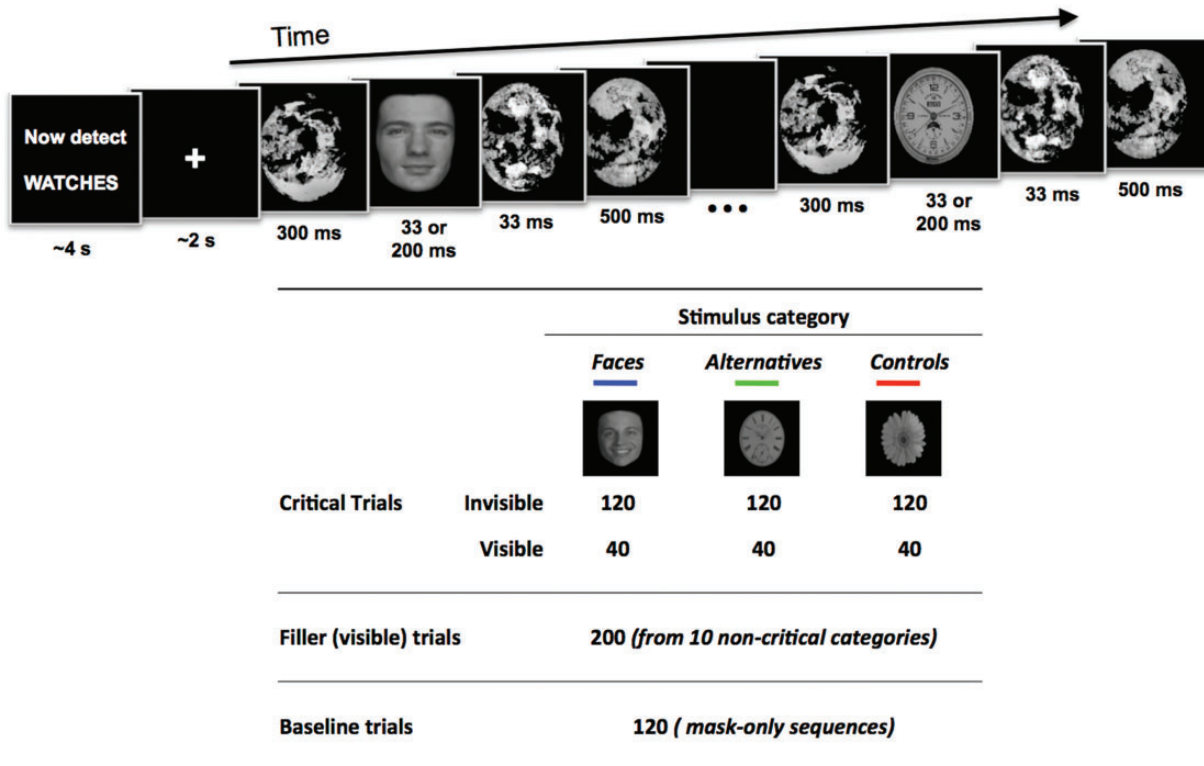 Time
Now detect
WATCHES
+
~4 s
~2 s
300 ms
33 or
200 ms
33 ms
500 ms
• • •
300 ms
33 or
200 ms
33 ms
500 ms
Stimulus category
Faces Alternatives Controls
Critical Trials Invisible 120 120 120
Visible 40 40 40
Filler (visible) trials 200 (from 10 non-critical categories)
Baseline trials 120 ( mask-only sequences)